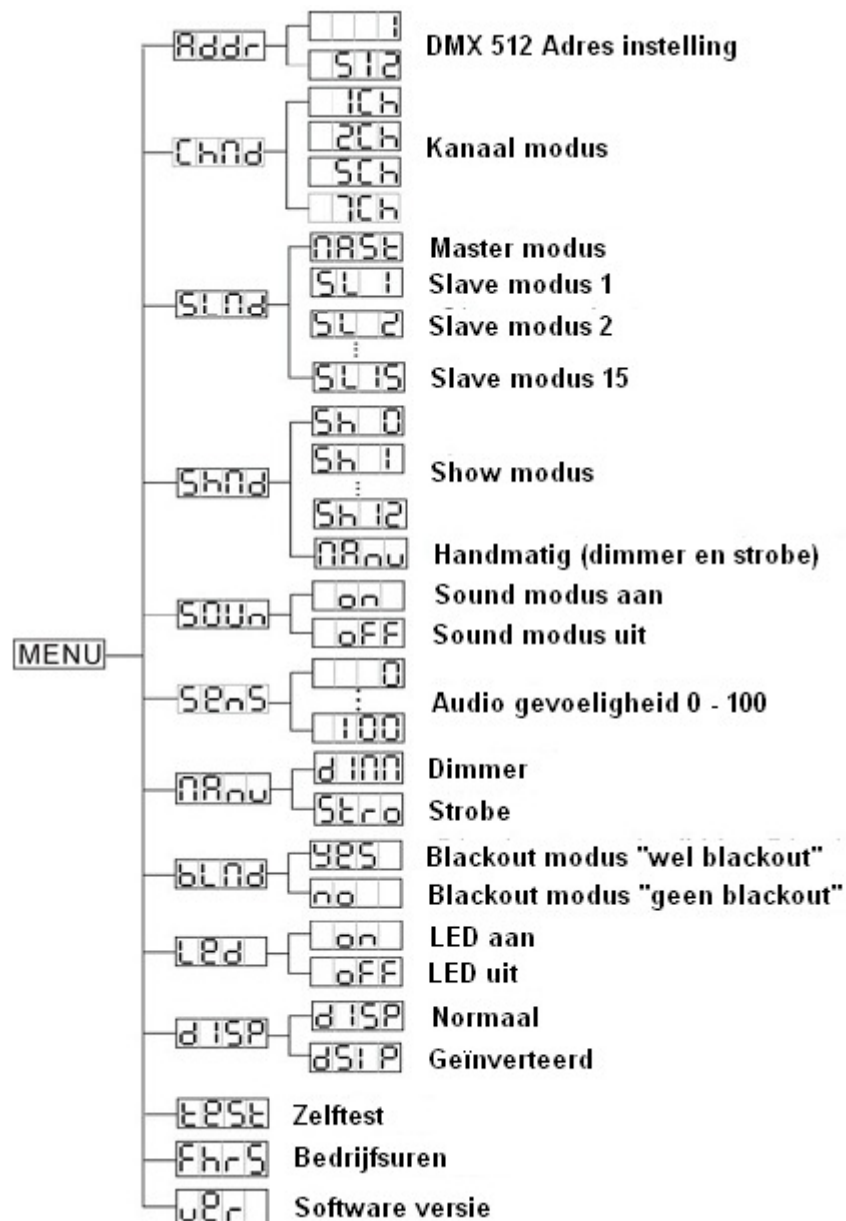 Addr
1
512
DMX 512 Adres instelling
ChMd
1Ch
2Ch
5Ch
7Ch
Kanaal modus
SLMd
MASt
Master modus
SL 1
Slave modus 1
SL 2
Slave modus 2
SL15
Slave modus 15
ShMd
Sh 0
Sh 1
Sh 12
Show modus
MAnu
Handmatig (dimmer en strobe)
MENU
SOUn
on
Sound modus aan
oFF
Sound modus uit
SenS
0
100
Audio gevoeligheid 0 - 100
MAnu
dIMM
Dimmer
Stro
Strobe
bLMd
YeS
Blackout modus "wel blackout"
no
Blackout modus "geen blackout"
Led
on
LED aan
oFF
LED uit
dISP
dISP
Normaal
dSIP
Geïnverteerd
teSt
Zelftest
FhrS
Bedrijfsuren
ver
Software versie